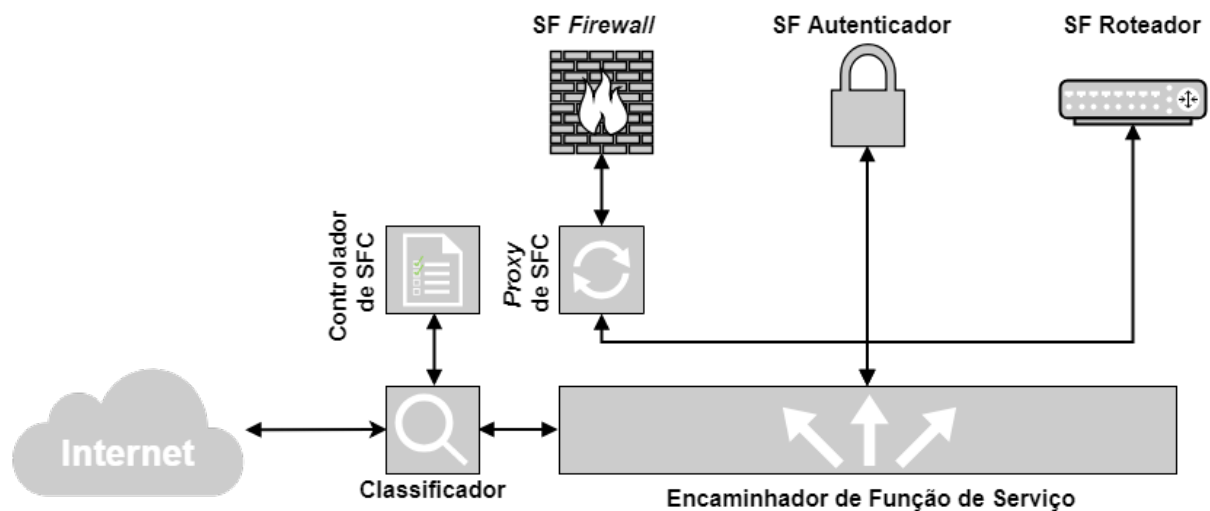 SF Firewall
SF Autenticador
SF Roteador
Controlador
de SFC
Proxy
de SFC
Internet
Classificador
Encaminhador de Função de Serviço